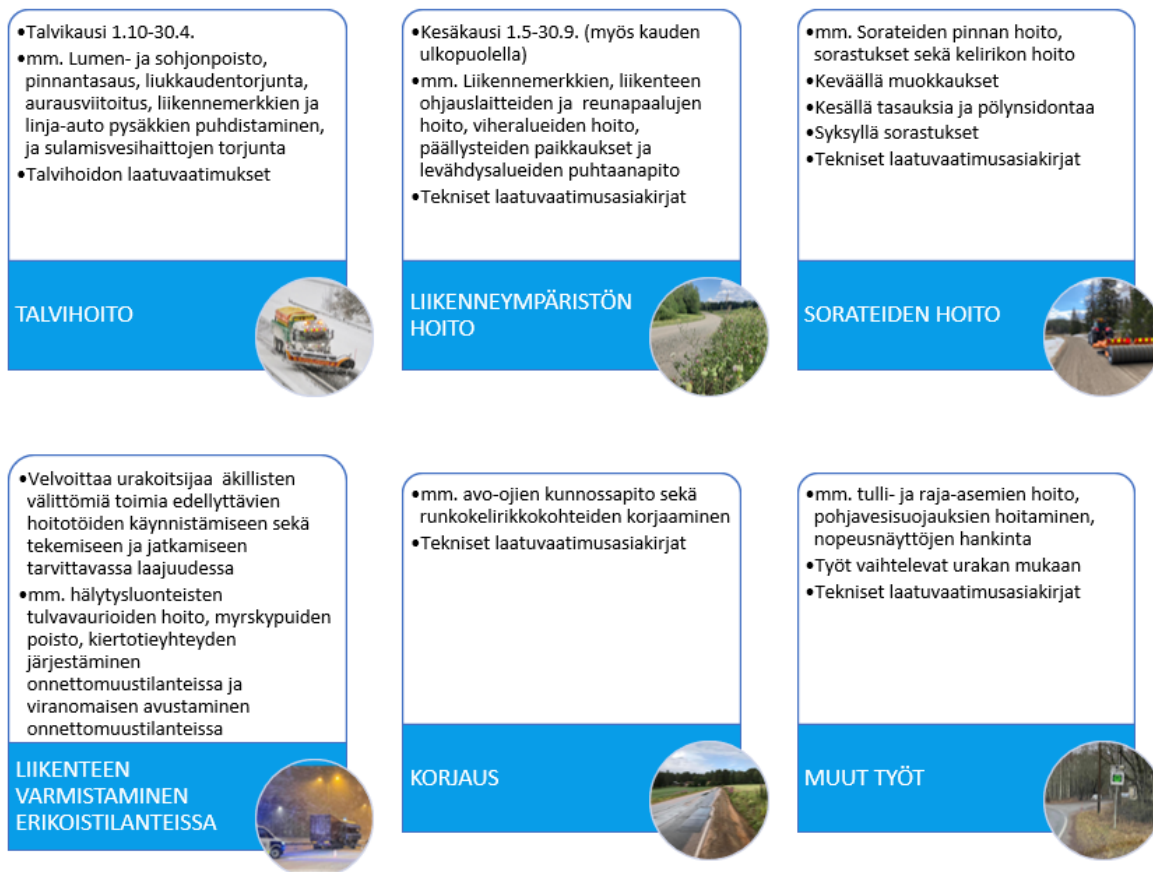 •Talvikausi 1.10-30.4.
•mm. Lumen- ja sohjonpoisto,
pinnantasaus, liukkaudentorjunta,
aurausviitoitus, liikennemerkkien ja
linja-auto pysäkkien puhdistaminen,
ja sulamisvesihaittojen torjunta
•Talvihoidon laatuvaatimukset
TALVIHOITO
•Kesäkausi 1.5-30.9. (myös kauden
ulkopuolella)
•mm. Liikennemerkkien, liikenteen
ohjauslaitteiden ja reunapaalujen
hoito, viheralueiden hoito,
päällysteiden paikkaukset ja
levähdysalueiden puhtaanapito
•Tekniset laatuvaatimusasiakirjat
LIIKENNEYMPÄRISTÖN
HOITO
•mm. Sorateiden pinnan hoito,
sorastukset sekä kelirikon hoito
•Keväällä muokkaukset
•Kesällä tasauksia ja pölynsidontaa
•Syksyllä sorastukset
•Tekniset laatuvaatimusasiakirjat
SORATEIDEN HOITO
•Velvoittaa urakoitsijaa äkillisten
välittömiä toimia edellyttävien
hoitotöiden käynnistämiseen sekä
tekemiseen ja jatkamiseen
tarvittavassa laajuudessa
•mm. hälytysluonteisten
tulvavaurioiden hoito, myrskypuiden
poisto, kiertotieyhteyden
järjestäminen
onnettomuustilanteissa ja
viranomaisen avustaminen
onnettomuustilanteissa
LIIKENTEEN
VARMISTAMINEN
ERIKOISTILANTEISSA
•mm. avo-ojien kunnossapito sekä
runkokelirikkokohteiden korjaaminen
•Tekniset laatuvaatimusasiakirjat
KORJAUS
•mm. tulli- ja raja-asemien hoito,
pohjavesisuojauksien hoitaminen,
nopeusnäyttöjen hankinta
•Työt vaihtelevat urakan mukaan
•Tekniset laatuvaatimusasiakirjat
MUUT TYÖT